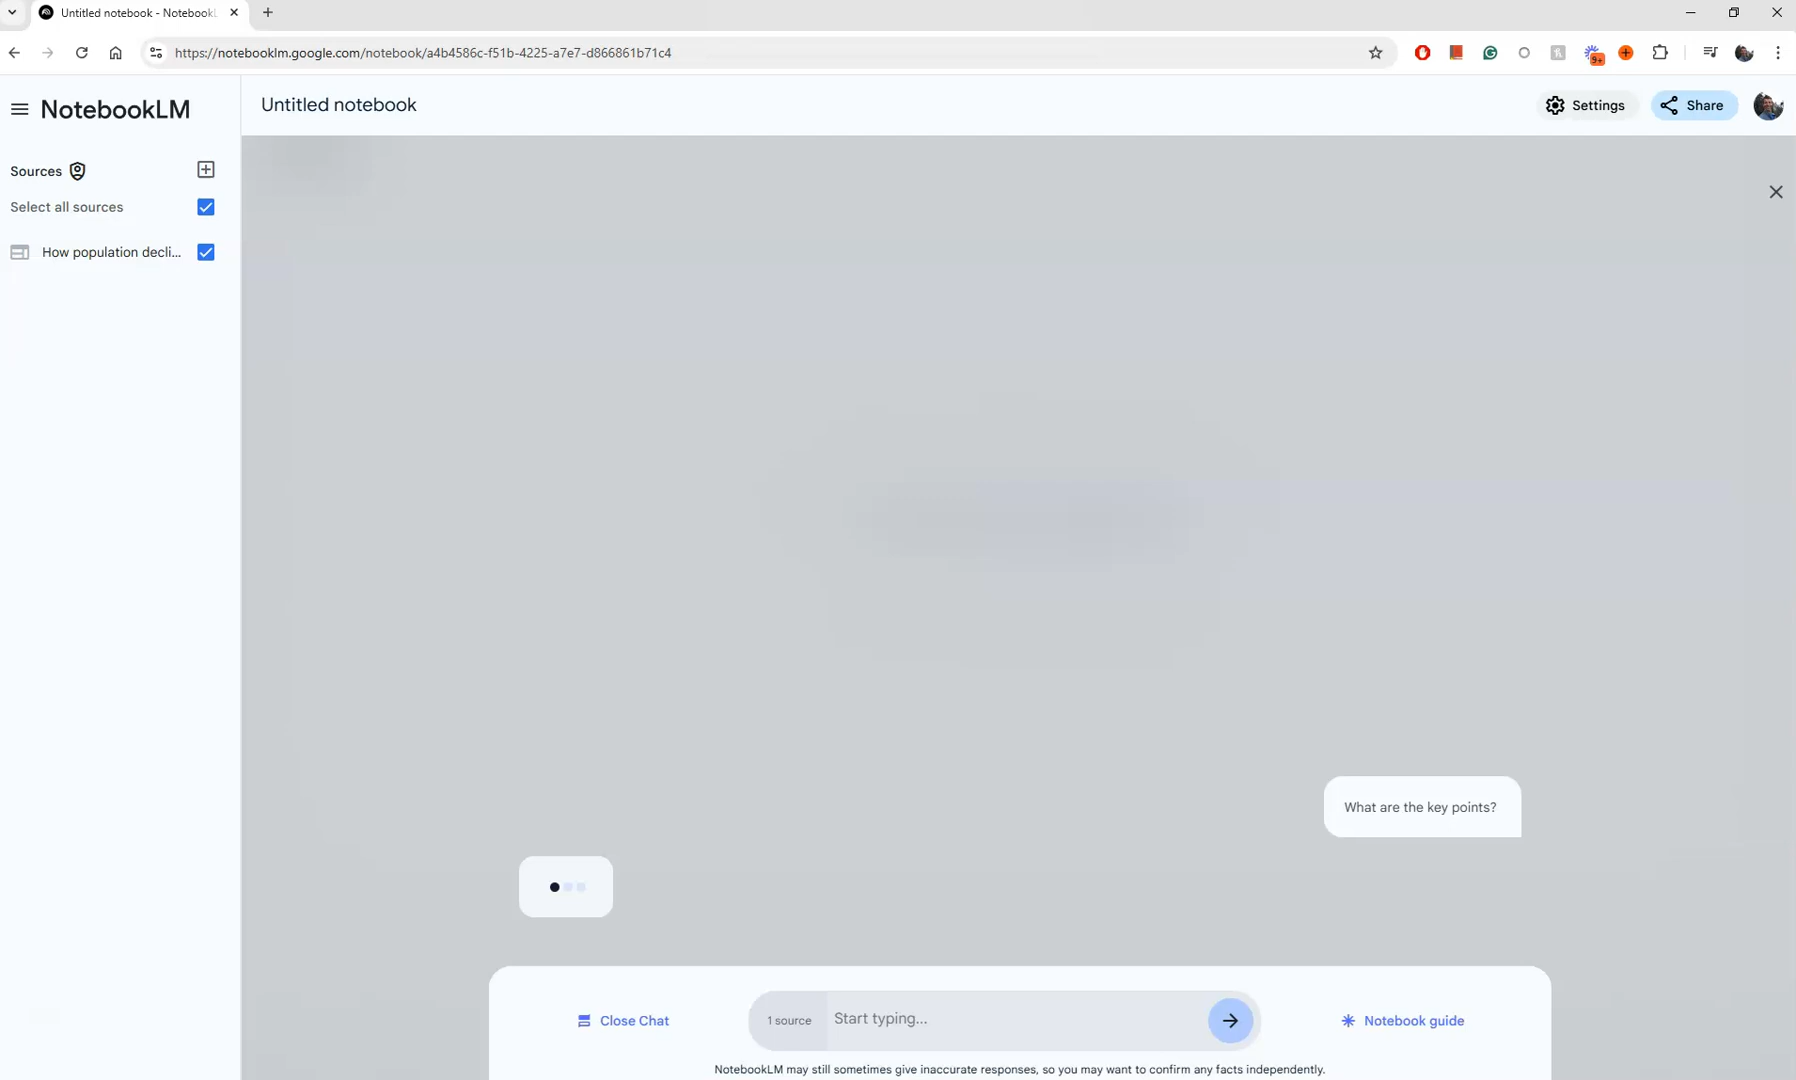 Untitled notebook - NotebookL
https://notebooklm.google.com/notebook/a4b4586c-f51b-4225-a7e7-d866861b71c4
9+
NotebookLM
Untitled notebook
Settings
Share
Sources
Select all sources
How population decli...
What are the key points?
Close Chat
1 source
Start typing...
Notebook guide
NotebookLM may still sometimes give inaccurate responses, so you may want to confirm any facts independently.